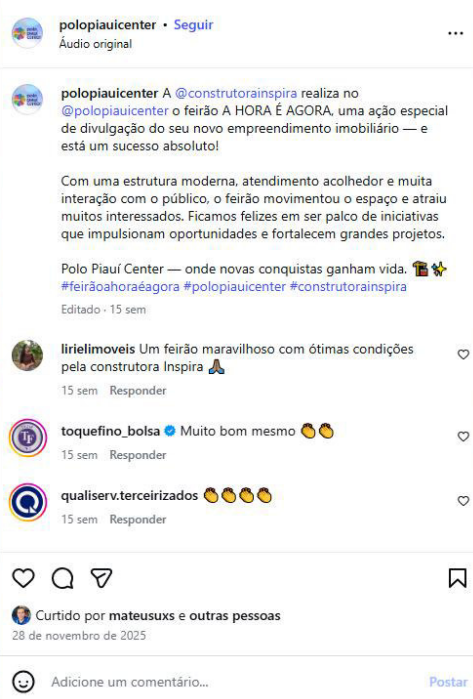 polopiauicenter • Seguir
Áudio original
polopiauicenter A @construtorainspira realiza no
@polopiauicenter o feirão A HORA É AGORA, uma ação especial
de divulgação do seu novo empreendimento imobiliário — e
está um sucesso absoluto!
Com uma estrutura moderna, atendimento acolhedor e muita
interação com o público, o feirão movimentou o espaço e atraiu
muitos interessados. Ficamos felizes em ser palco de iniciativas
que impulsionam oportunidades e fortalecem grandes projetos.
Polo Piauí Center — onde novas conquistas ganham vida. 🏗️✨
#feirãoahoraéagora #polopiauicenter #construtorainspira
Editado · 15 sem
lirielimoveis Um feirão maravilhoso com ótimas condições
pela construtora Inspira 🙏🏽
15 sem Responder
toquefino_bolsa Muito bom mesmo 👏👏
15 sem Responder
qualiserv.terceirizados 👏👏👏👏
15 sem Responder
Curtido por mateusuxs e outras pessoas
28 de novembro de 2025
Adicione um comentário... Postar